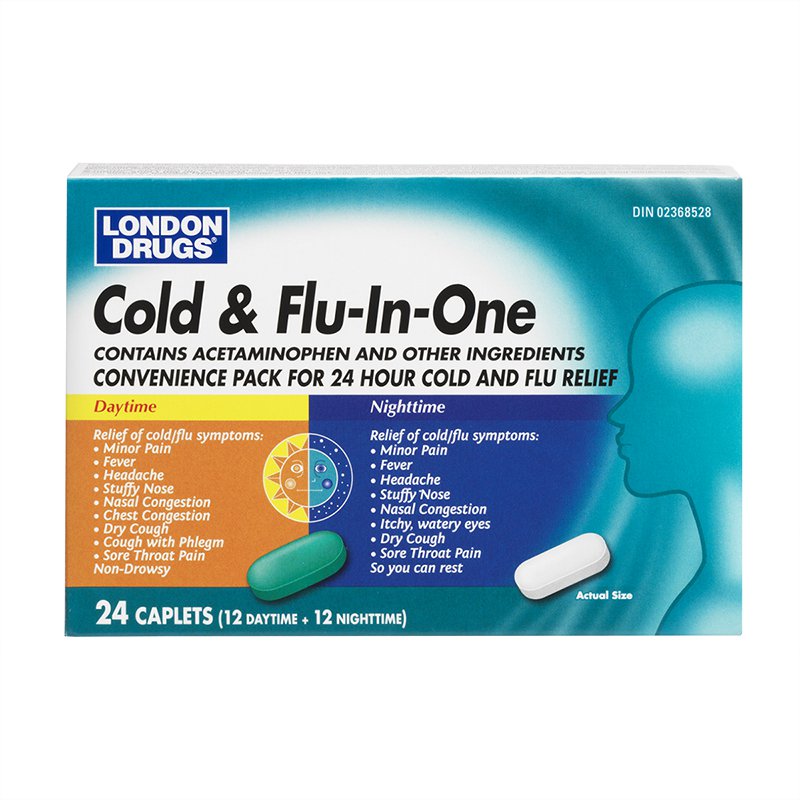 LONDON
DRUGS®
DIN 02368528
Cold & Flu-In-One
CONTAINS ACETAMINOPHEN AND OTHER INGREDIENTS
CONVENIENCE PACK FOR 24 HOUR COLD AND FLU RELIEF
Daytime
Relief of cold/flu symptoms:
• Minor Pain
• Fever
• Headache
• Stuffy Nose
• Nasal Congestion
• Chest Congestion
• Dry Cough
• Cough with Phlegm
• Sore Throat Pain
Non-Drowsy
Nighttime
Relief of cold/flu symptoms:
• Minor Pain
• Fever
• Headache
• Stuffy Nose
• Nasal Congestion
• Itchy, watery eyes
• Dry Cough
• Sore Throat Pain
So you can rest
Actual Size
24 CAPLETS (12 DAYTIME + 12 NIGHTTIME)